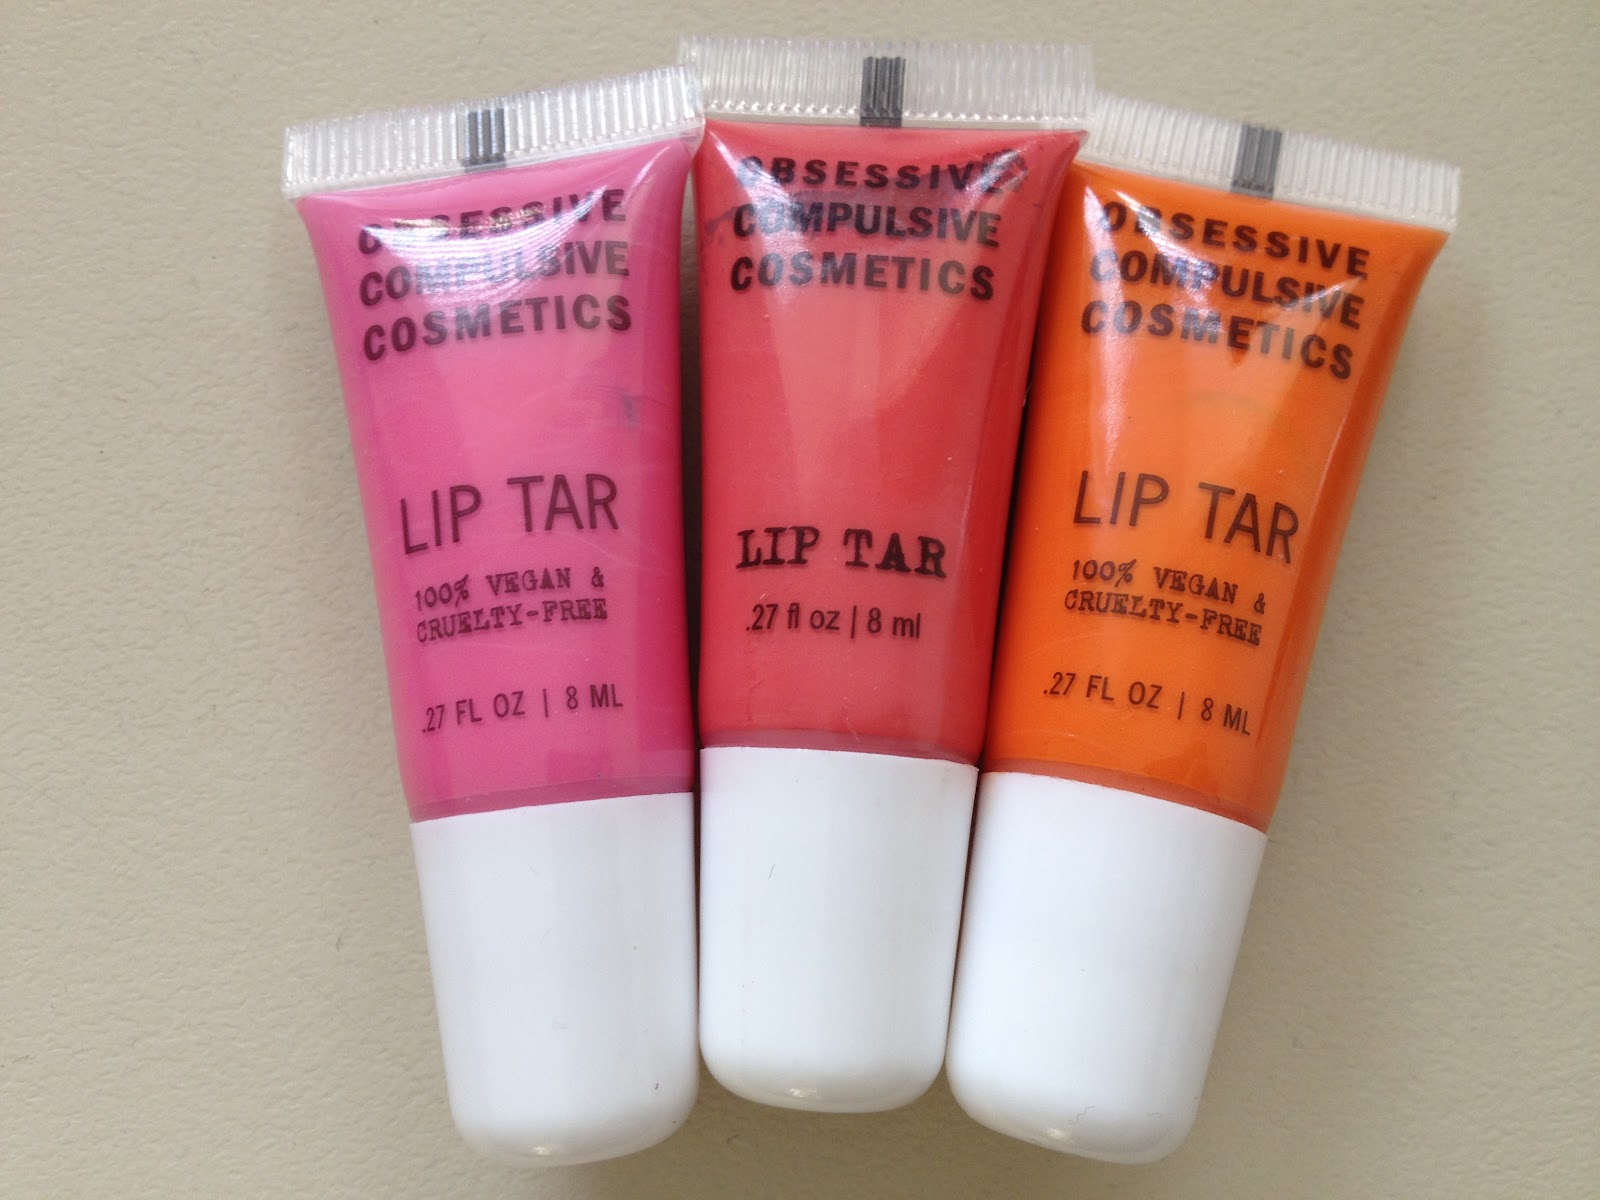 OBSESSIVE
COMPULSIVE
COSMETICS
LIP TAR
100% VEGAN &
CRUELTY-FREE
.27 FL OZ | 8 ML
OBSESSIVE
COMPULSIVE
COSMETICS
LIP TAR
.27 fl oz | 8 ml
OBSESSIVE
COMPULSIVE
COSMETICS
LIP TAR
100% VEGAN &
CRUELTY-FREE
.27 FL OZ | 8 ML